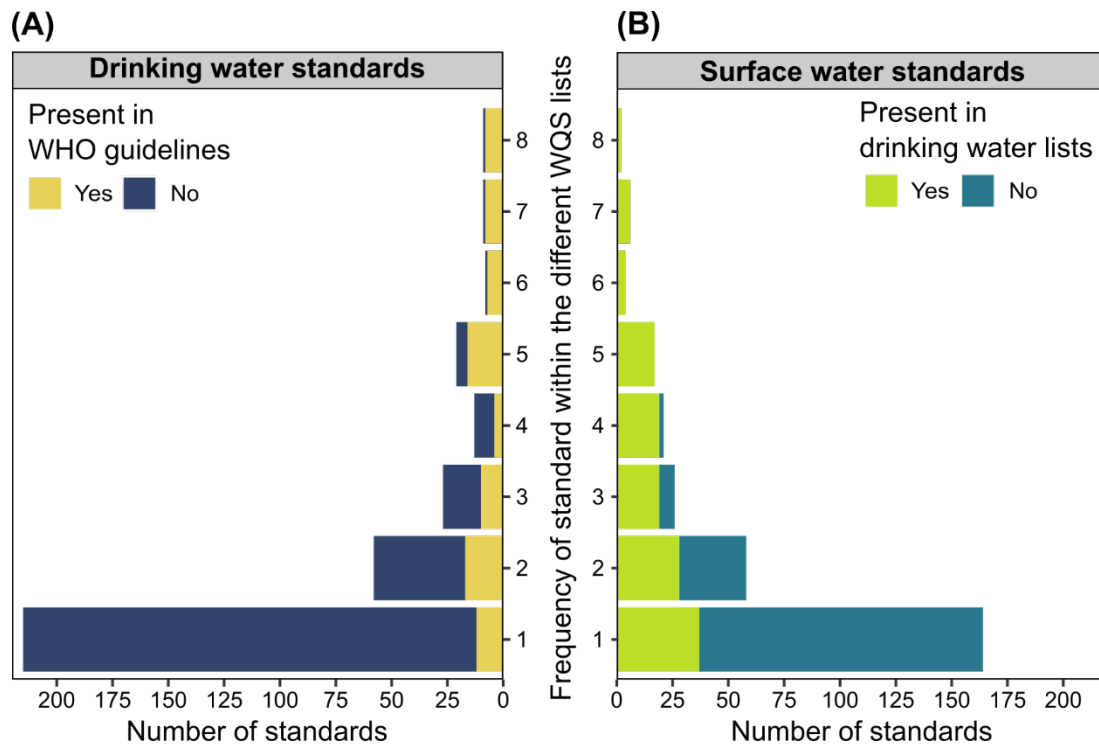 (A)
Drinking water standards
Present in
WHO guidelines
Yes No
8
7
6
5
4
3
2
1
200 175 150 125 100 75 50 25 0
Number of standards
Frequency of standard within the different WQS lists
(B)
Surface water standards
Present in
drinking water lists
Yes No
8
7
6
5
4
3
2
1
0 25 50 75 100 125 150 175 200
Number of standards